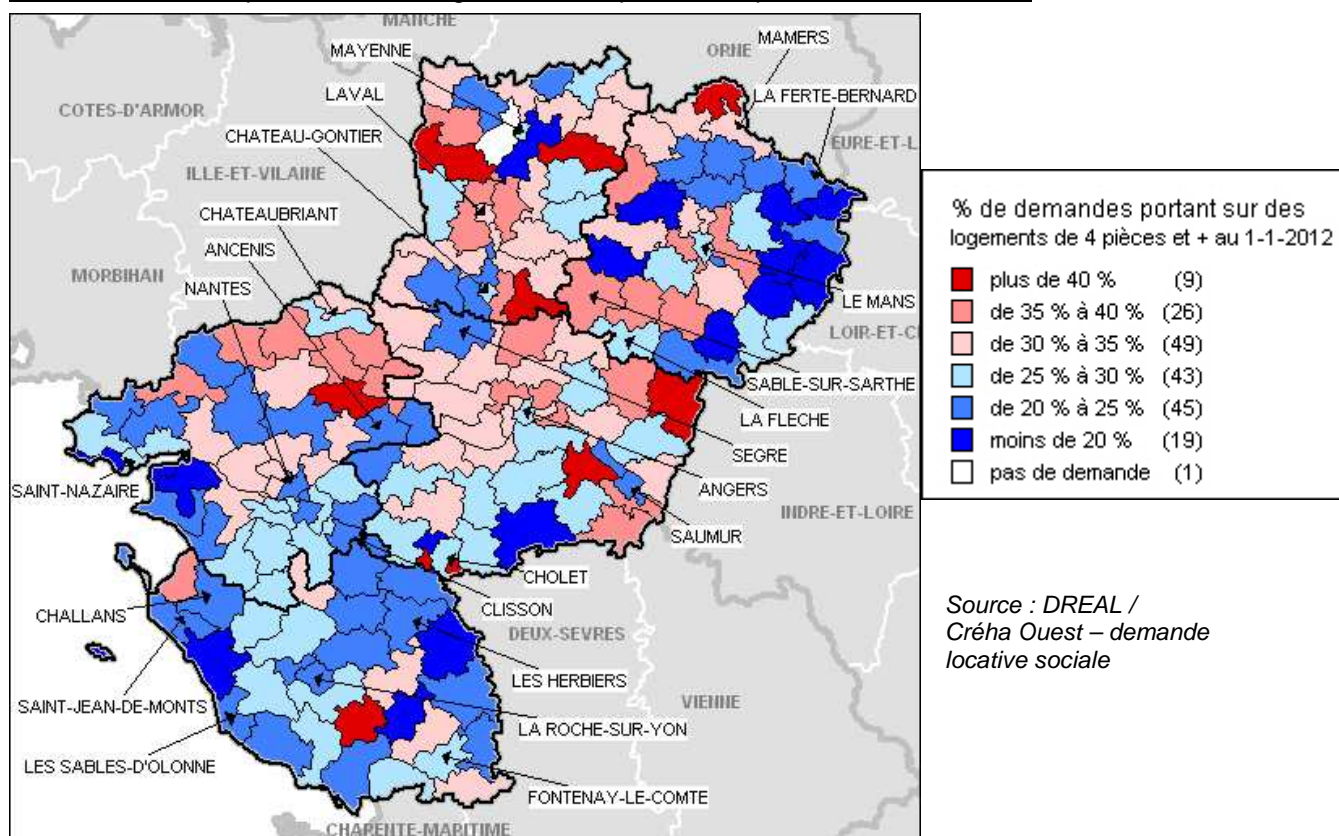 MANCHE
MAYENNE
ORNE
MAMERS
COTES-D'ARMOR
LAVAL
LA FERTE-BERNARD
CHATEAU-GONTIER
EURE-ET-L
ILLE-ET-VILAINE
CHATEAUBRIANT
ANCENIS
MORBIHAN
NANTES
LE MANS
LOIR-ET-C
SABLE-SUR-SARTHE
LA FLECHE
SEGRE
SAINT-NAZAIRE
ANGERS
INDRE-ET-LOIRE
SAUMUR
CHOLET
CHALLANS
CLISSON
DEUX-SEVRES
LES HERBIERS
SAINT-JEAN-DE-MONTS
VIENNE
LA ROCHE-SUR-YON
LES SABLES-D'OLONNE
FONTENAY-LE-COMTE
CHARENTE-MARITIME
% de demandes portant sur des
logements de 4 pièces et + au 1-1-2012
plus de 40 % (9)
de 35 % à 40 % (26)
de 30 % à 35 % (49)
de 25 % à 30 % (43)
de 20 % à 25 % (45)
moins de 20 % (19)
pas de demande (1)
Source : DREAL /
Créha Ouest – demande
locative sociale